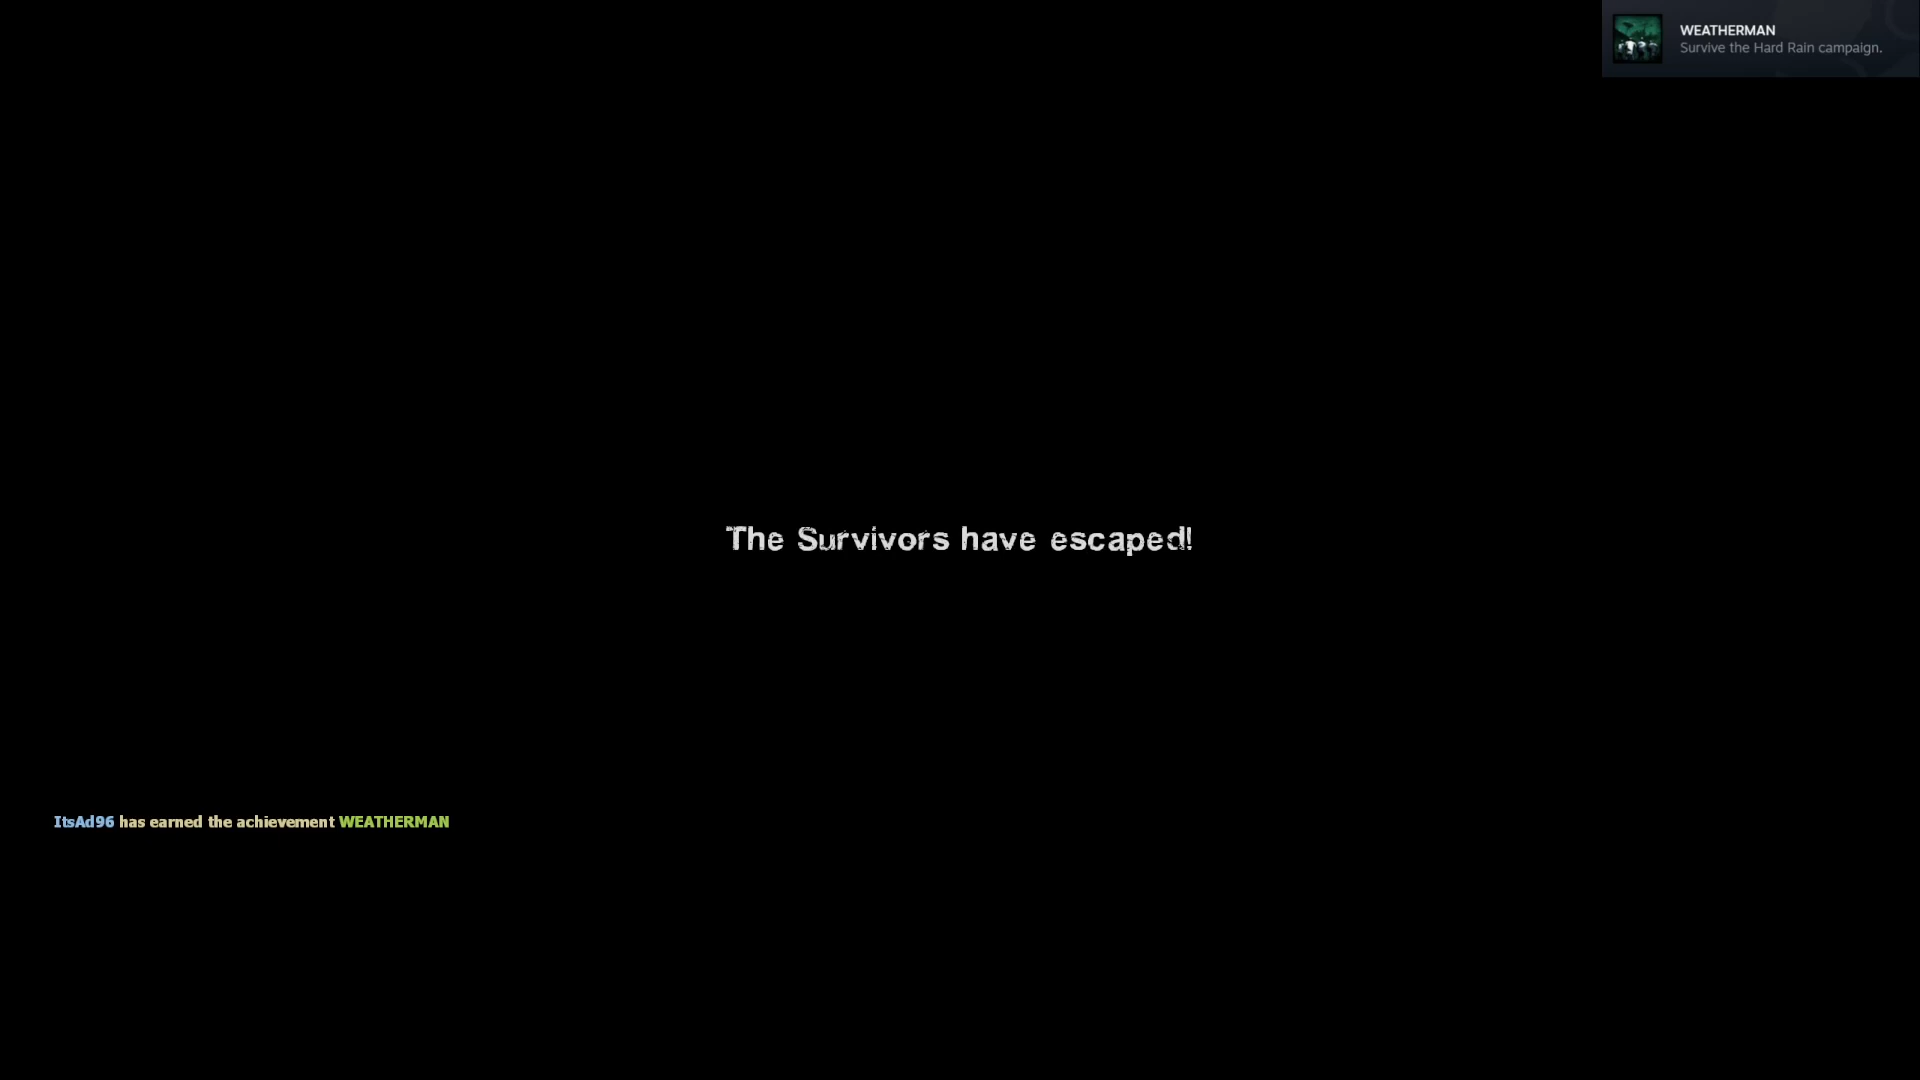 WEATHERMAN
Survive the Hard Rain campaign.
The Survivors have escaped!
ItsAd96 has earned the achievement WEATHERMAN